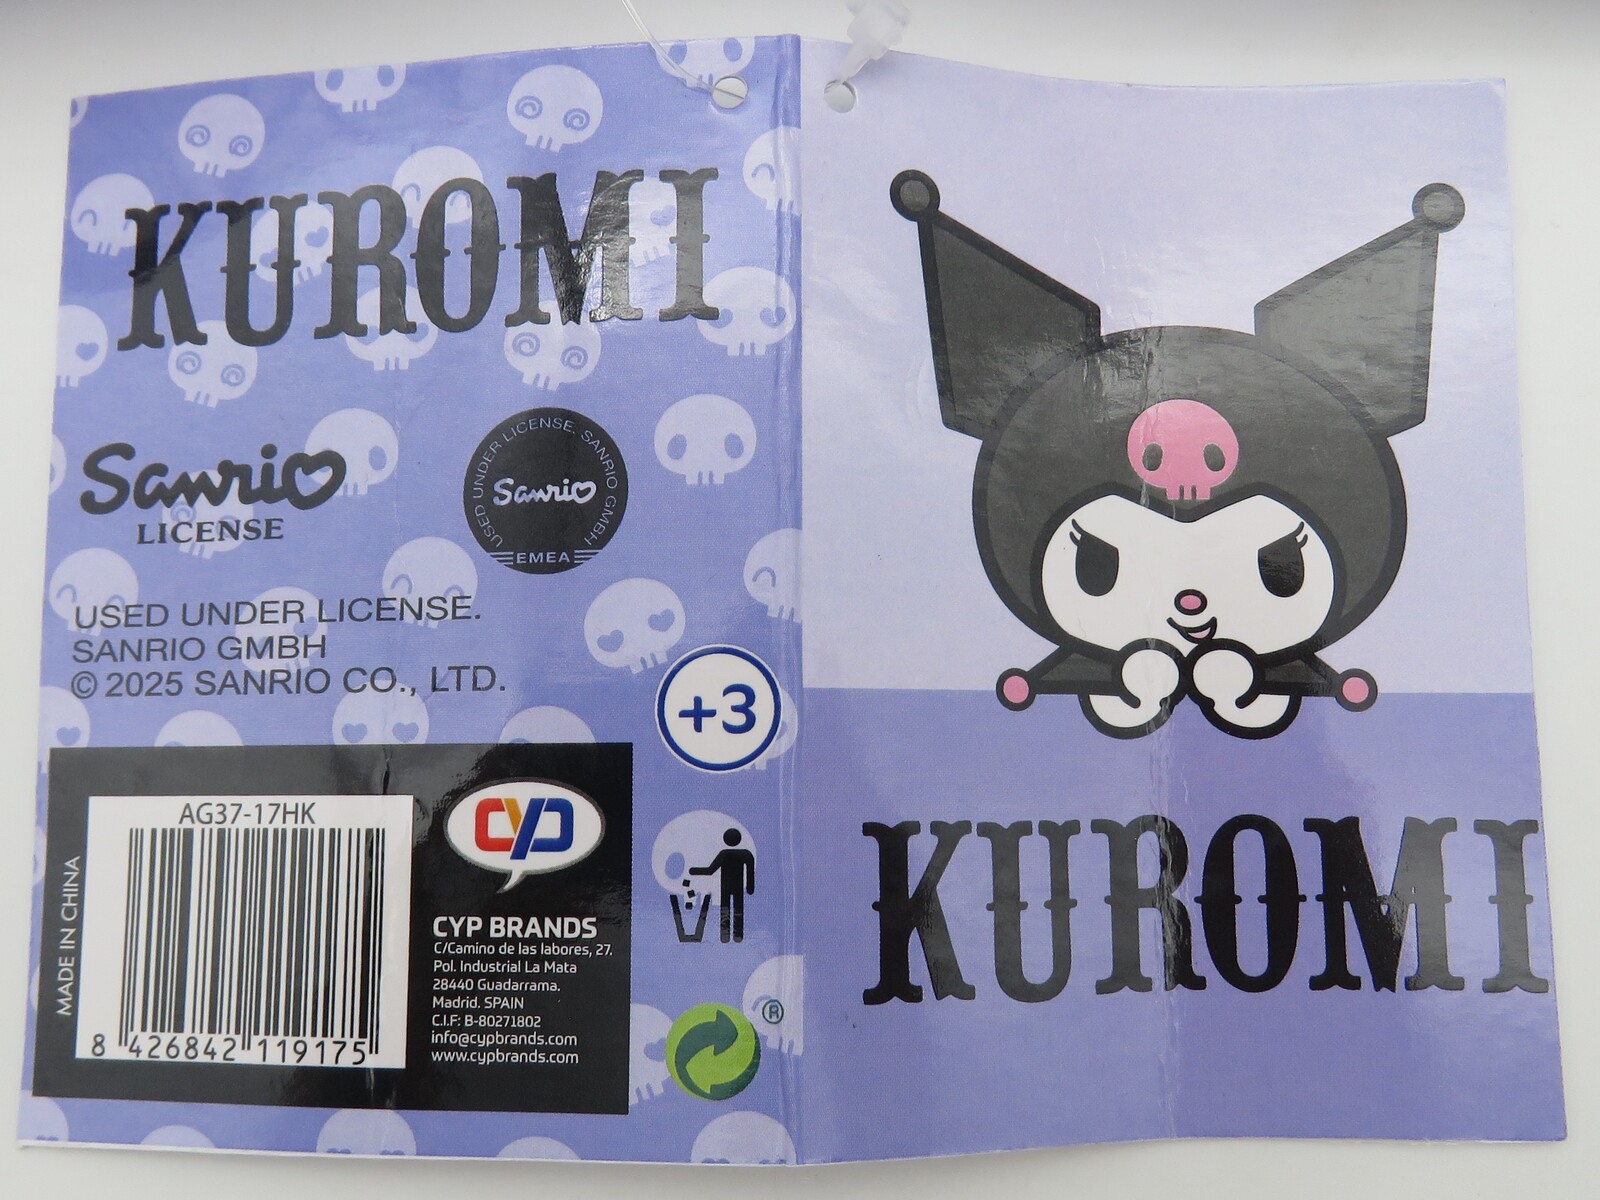 KUROMI
Sanrio
LICENSE
USED UNDER LICENSE. SANRIO GMBH
Sanrio
EMEA
USED UNDER LICENSE.
SANRIO GMBH
© 2025 SANRIO CO., LTD.
+3
MADE IN CHINA
AG37-17HK
8 426842 119175
CYP
CYP BRANDS
C/Camino de las labores, 27.
Pol. Industrial La Mata
28440 Guadarrama.
Madrid. SPAIN
C.I.F: B-80271802
info@cypbrands.com
www.cypbrands.com
®
KUROMI